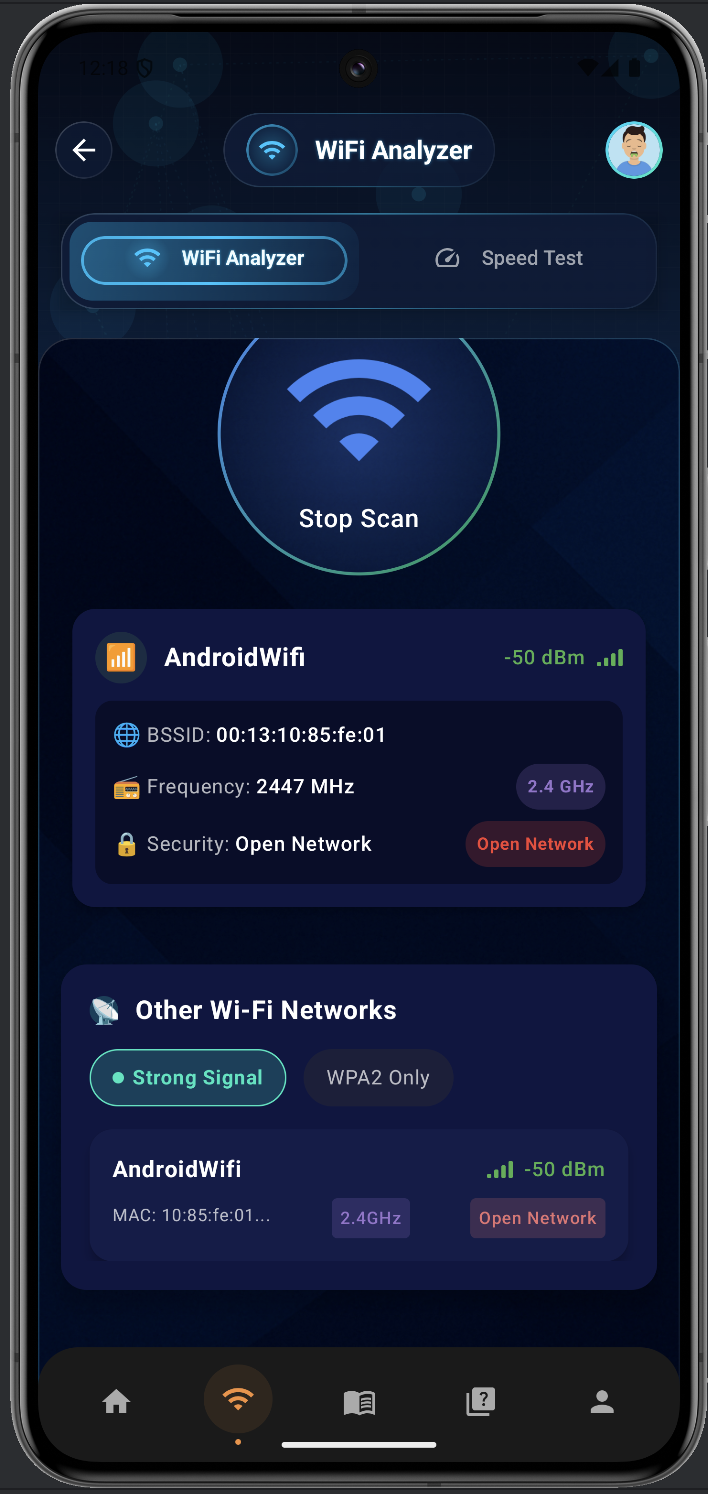 12:18
WiFi Analyzer
WiFi Analyzer
Speed Test
Stop Scan
AndroidWifi
-50 dBm
BSSID: 00:13:10:85:fe:01
Frequency: 2447 MHz
2.4 GHz
Security: Open Network
Open Network
Other Wi-Fi Networks
Strong Signal
WPA2 Only
AndroidWifi
-50 dBm
MAC: 10:85:fe:01...
2.4GHz
Open Network